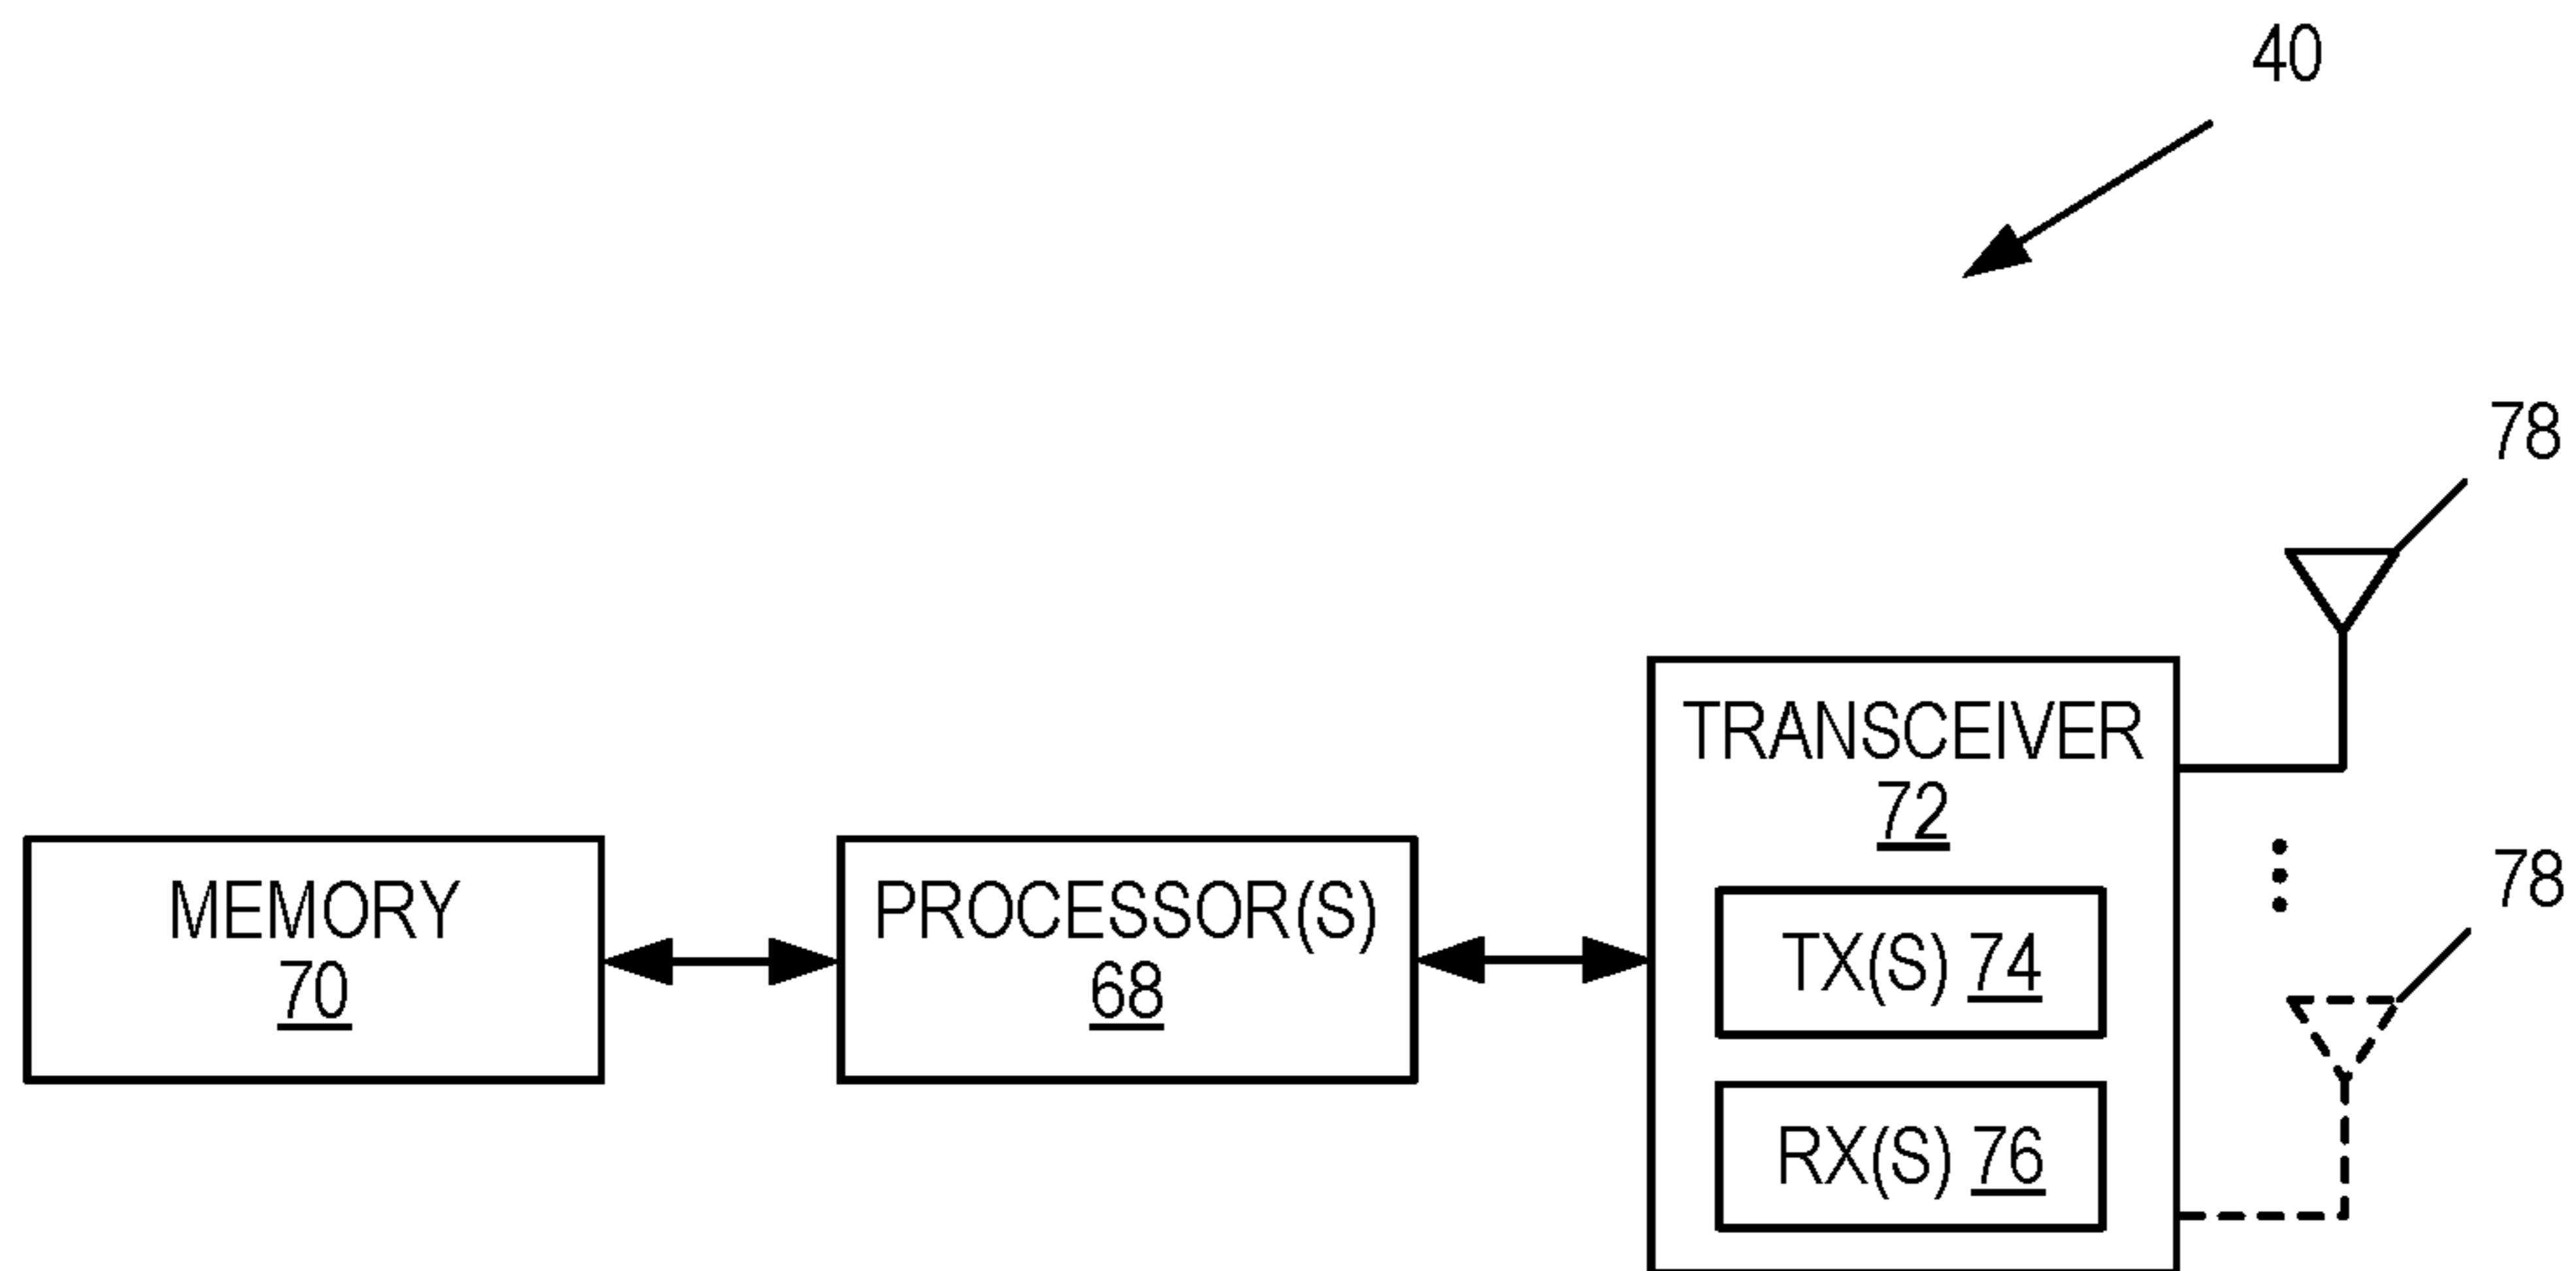 40
78
TRANSCEIVER
72
78
MEMORY
70
PROCESSOR(S)
68
TX(S) 74
RX(S) 76